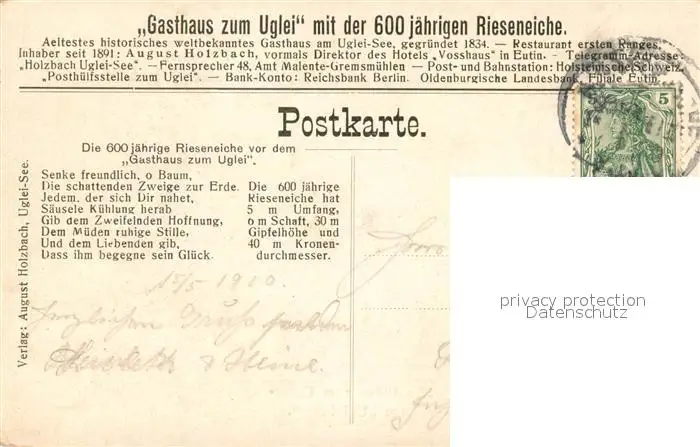 „Gasthaus zum Uglei“ mit der 600 jährigen Rieseneiche.
Aeltestes historisches weltbekanntes Gasthaus am Uglei-See, gegründet 1834. — Restaurant ersten Ranges.
Inhaber seit 1891: August Holzbach, vormals Direktor des Hotels „Vosshaus“ in Eutin. — Telegramm-Adresse:
„Holzbach Uglei-See“. — Fernsprecher 48, Amt Malente-Gremsmühlen — Post- und Bahnstation: Holsteinische Schweiz.
„Posthülfsstelle zum Uglei“. — Bank-Konto: Reichsbank Berlin. Oldenburgische Landesbank, Filiale Eutin.
5 5
Postkarte.
Die 600 jährige Rieseneiche vor dem
„Gasthaus zum Uglei“.
Senke freundlich, o Baum,
Die schattenden Zweige zur Erde.
Jedem, der sich Dir nahet,
Säusele Kühlung herab
Gib dem Zweifelnden Hoffnung,
Dem Müden ruhige Stille,
Und dem Liebenden gib,
Dass ihm begegne sein Glück.
Die 600 jährige
Rieseneiche hat
5 m Umfang,
o m Schaft, 30 m
Gipfelhöhe und
40 m Kronen-
durchmesser.
Verlag: August Holzbach, Uglei-See.
herzlichen Gruß
Heine.
privacy protection
Datenschutz